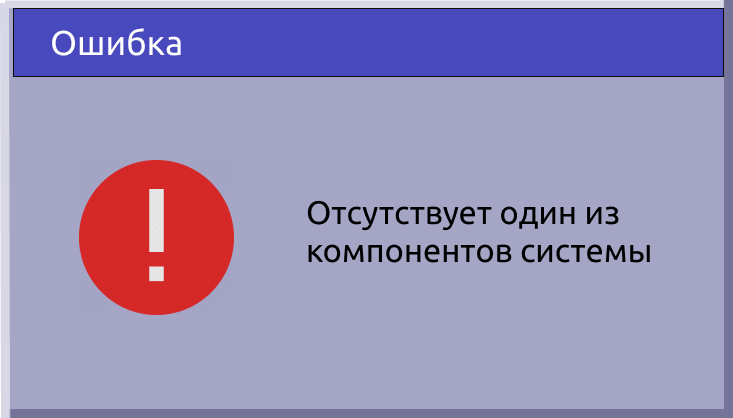 Ошибка
Отсутствует один из
компонентов системы